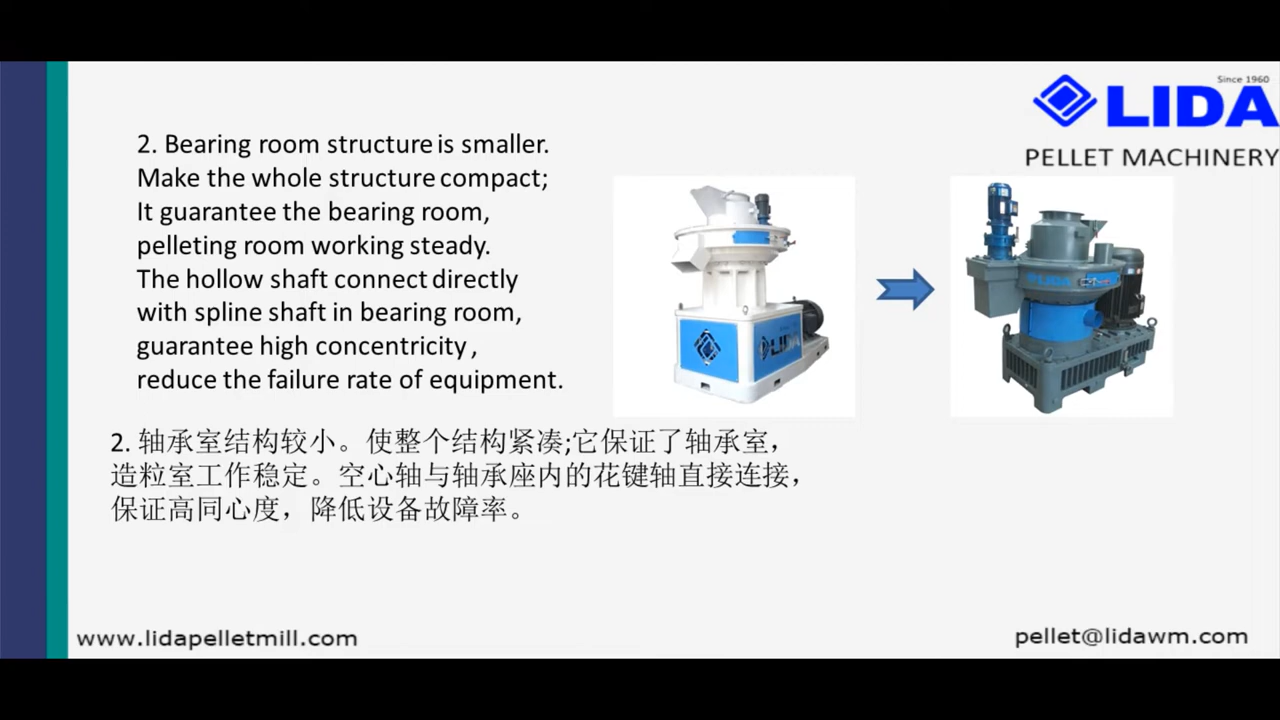 Since 1960
LIDA
PELLET MACHINERY
2. Bearing room structure is smaller.
Make the whole structure compact;
It guarantee the bearing room,
pelleting room working steady.
The hollow shaft connect directly
with spline shaft in bearing room,
guarantee high concentricity ,
reduce the failure rate of equipment.
LIDA
LIDA
2. 轴承室结构较小。使整个结构紧凑;它保证了轴承室，
造粒室工作稳定。空心轴与轴承座内的花键轴直接连接，
保证高同心度，降低设备故障率。
www.lidapelletmill.com
pellet@lidawm.com